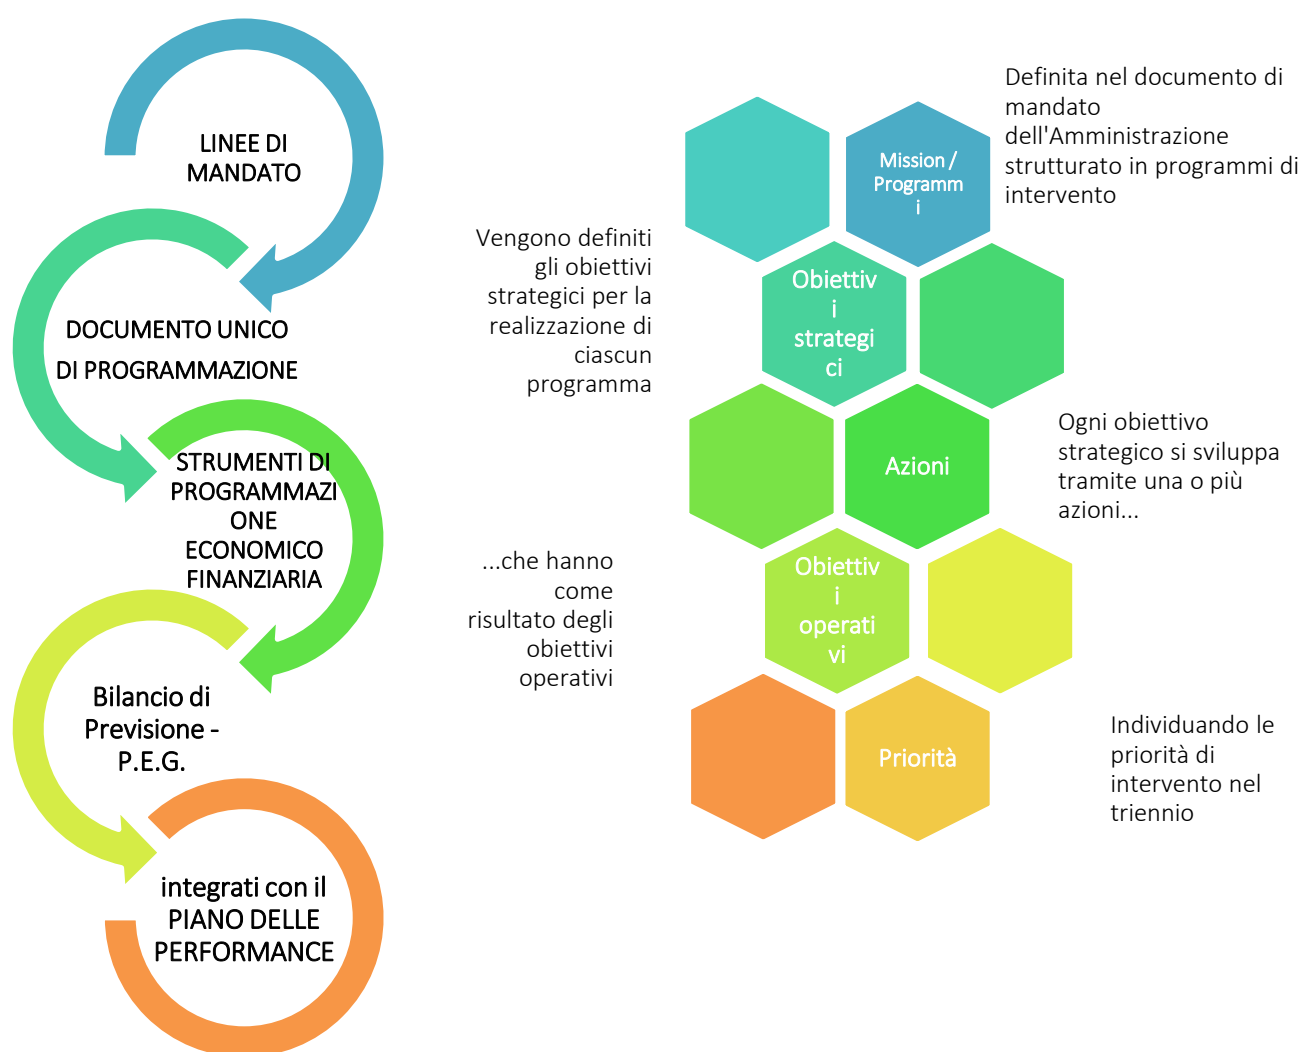 LINEE DI
MANDATO
DOCUMENTO UNICO
DI PROGRAMMAZIONE
STRUMENTI DI
PROGRAMMAZI
ONE
ECONOMICO
FINANZIARIA
Bilancio di
Previsione -
P.E.G.
integrati con il
PIANO DELLE
PERFORMANCE
Mission /
Programm
i
Definita nel documento di
mandato
dell'Amministrazione
strutturato in programmi di
intervento
Vengono definiti
gli obiettivi
strategici per la
realizzazione di
ciascun
programma
Obiettiv
i
strategi
ci
Azioni
Ogni obiettivo
strategico si sviluppa
tramite una o più
azioni...
...che hanno
come
risultato degli
obiettivi
operativi
Obiettiv
i
operati
vi
Priorità
Individuando le
priorità di
intervento nel
triennio